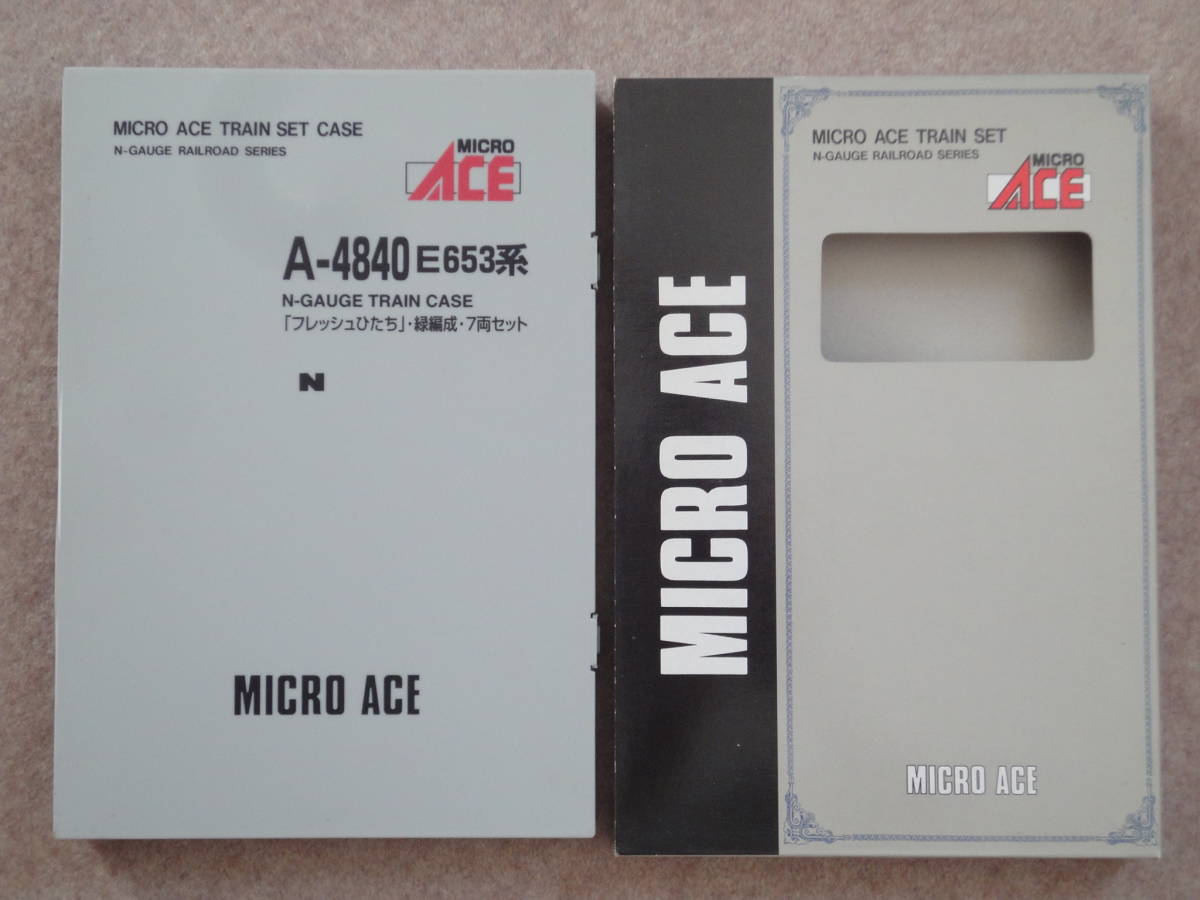 MICRO ACE TRAIN SET CASE
N-GAUGE RAILROAD SERIES
MICRO
ACE
A-4840 E653系
N-GAUGE TRAIN CASE
「フレッシュひたち」・緑編成・7両セット
N
MICRO ACE
MICRO ACE
MICRO ACE TRAIN SET
N-GAUGE RAILROAD SERIES
MICRO
ACE
MICRO ACE